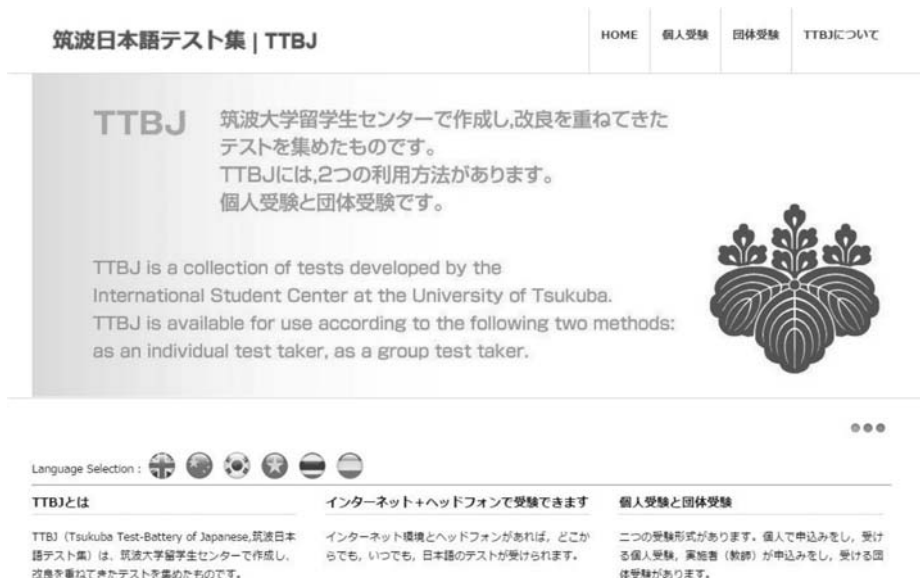 筑波日本語テスト集 | TTBJ
HOME
個人受験
団体受験
TTBJについて
TTBJ
筑波大学留学生センターで作成し,改良を重ねてきた
テストを集めたものです。
TTBJには,2つの利用方法があります。
個人受験と団体受験です。
TTBJ is a collection of tests developed by the
International Student Center at the University of Tsukuba.
TTBJ is available for use according to the following two methods:
as an individual test taker, as a group test taker.
Language Selection :
TTBJとは
TTBJ（Tsukuba Test-Battery of Japanese,筑波日本
語テスト集）は、筑波大学留学生センターで作成し、
改良を重ねてきたテストを集めたものです。
インターネット＋ヘッドフォンで受験できます
インターネット環境とヘッドフォンがあれば，どこか
らでも，いつでも，日本語のテストが受けられます。
個人受験と団体受験
二つの受験形式があります。個人で申込みをし，受け
る個人受験，実施者（教師）が申込みをし，受ける団
体受験があります。